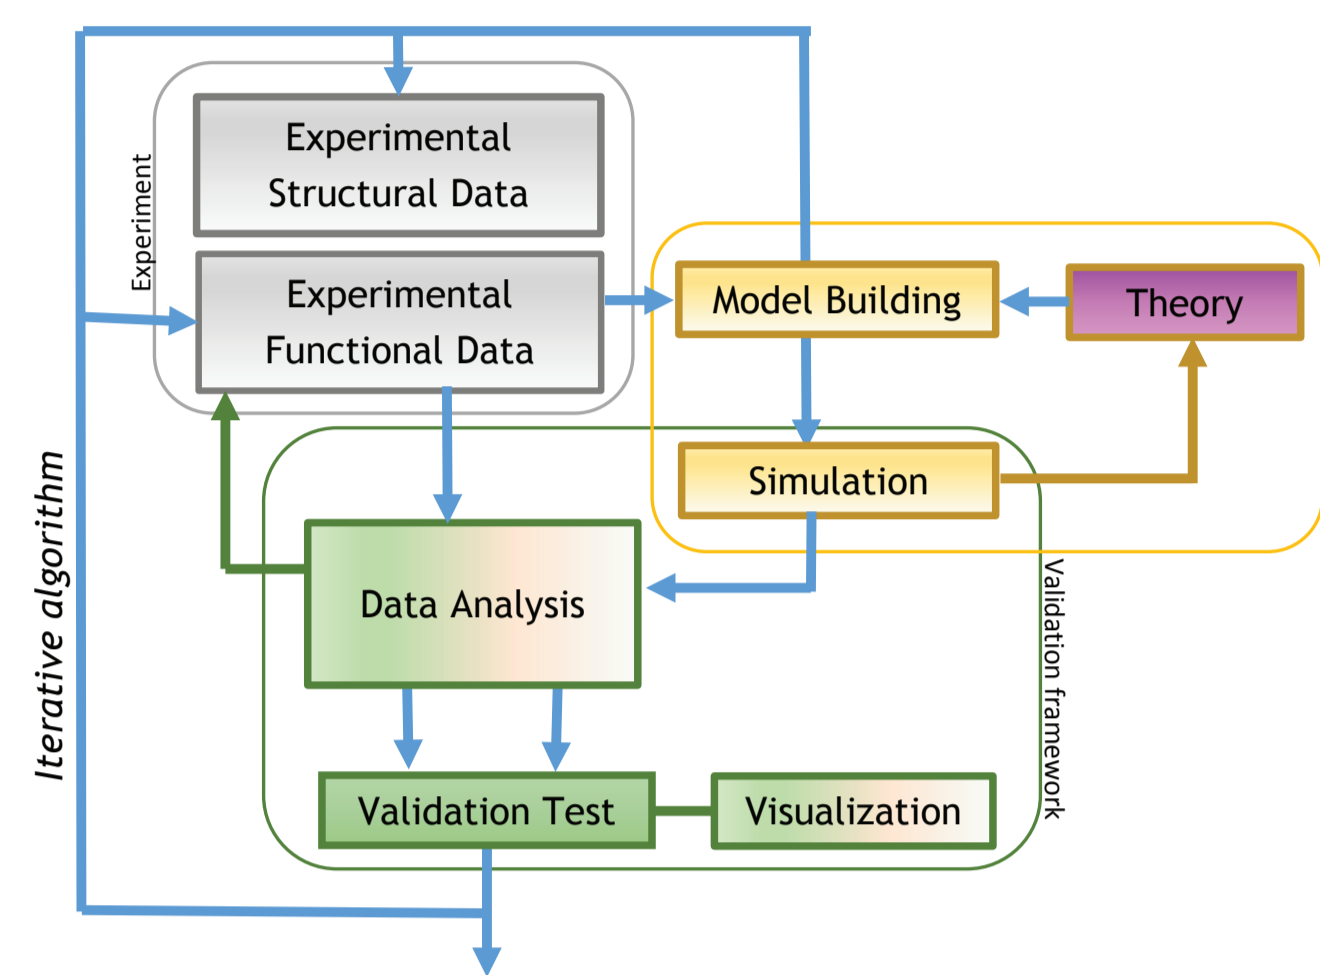 Experiment
Experimental
Structural Data
Experimental
Functional Data
Model Building
Theory
Simulation
Iterative algorithm
Data Analysis
Validation framework
Validation Test
Visualization